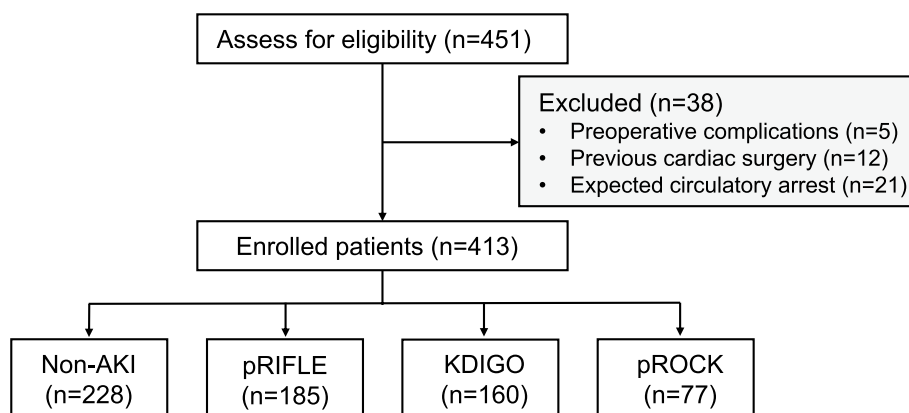 Assess for eligibility (n=451)
Excluded (n=38)
• Preoperative complications (n=5)
• Previous cardiac surgery (n=12)
• Expected circulatory arrest (n=21)
Enrolled patients (n=413)
Non-AKI
(n=228)
pRIFLE
(n=185)
KDIGO
(n=160)
pROCK
(n=77)